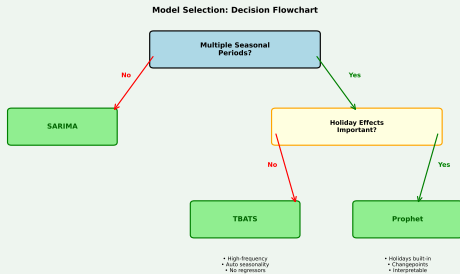 Model Selection: Decision Flowchart
Multiple Seasonal
Periods?
No
Yes
SARIMA
Holiday Effects
Important?
No
Yes
TBATS
Prophet
• High-frequency
• Auto seasonality
• No regressors
• Holidays built-in
• Changepoints
• Interpretable